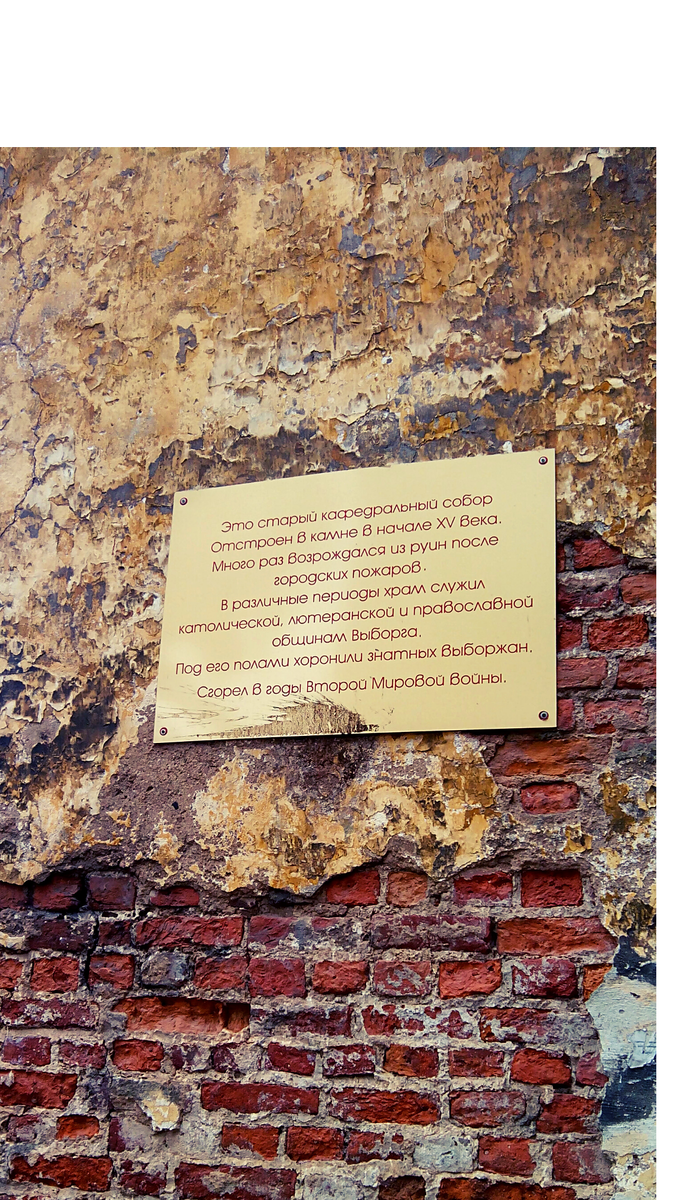 Это старый кафедральный собор
Отстроен в камне в начале XV века.
Много раз возрождался из руин после
городских пожаров.
В различные периоды храм служил
католической, лютеранской и православной
общинам Выборга.
Под его полами хоронили знатных выборжан.
Сгорел в годы Второй Мировой войны.